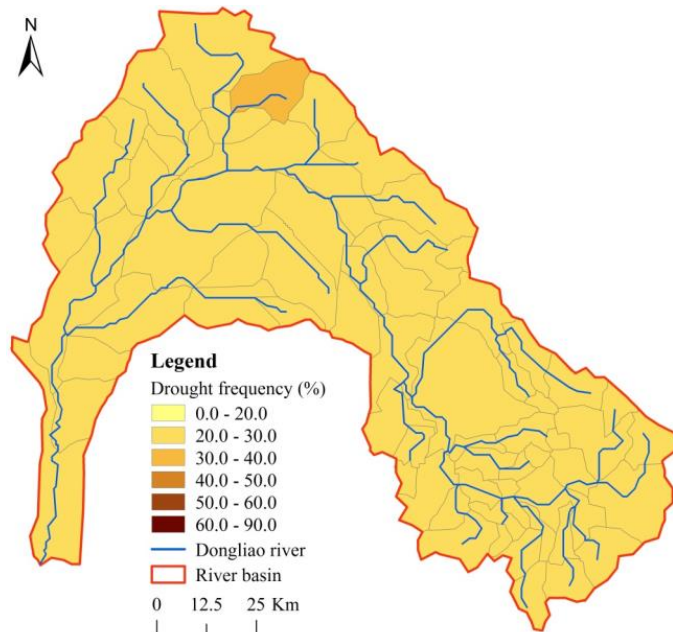 N
Legend
Drought frequency (%)
0.0 - 20.0
20.0 - 30.0
30.0 - 40.0
40.0 - 50.0
50.0 - 60.0
60.0 - 90.0
Dongliao river
River basin
0 12.5 25 Km